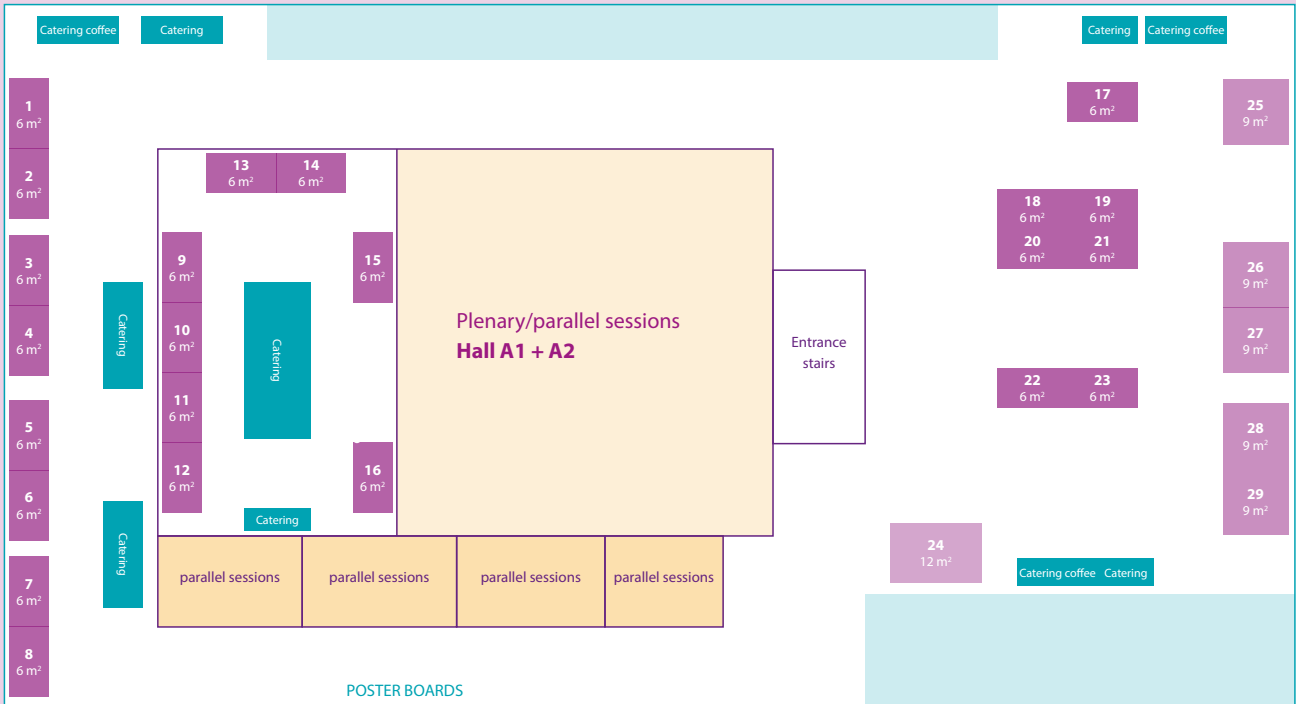 Catering coffee
Catering
Catering
Catering coffee
1
6 m²
2
6 m²
3
6 m²
4
6 m²
5
6 m²
6
6 m²
7
6 m²
8
6 m²
Catering
Catering
13
6 m²
14
6 m²
9
6 m²
10
6 m²
11
6 m²
12
6 m²
15
6 m²
16
6 m²
Catering
Catering
Plenary/parallel sessions
Hall A1 + A2
Entrance
stairs
parallel sessions
parallel sessions
parallel sessions
parallel sessions
POSTER BOARDS
17
6 m²
18
6 m²
19
6 m²
20
6 m²
21
6 m²
22
6 m²
23
6 m²
24
12 m²
Catering coffee
Catering
25
9 m²
26
9 m²
27
9 m²
28
9 m²
29
9 m²